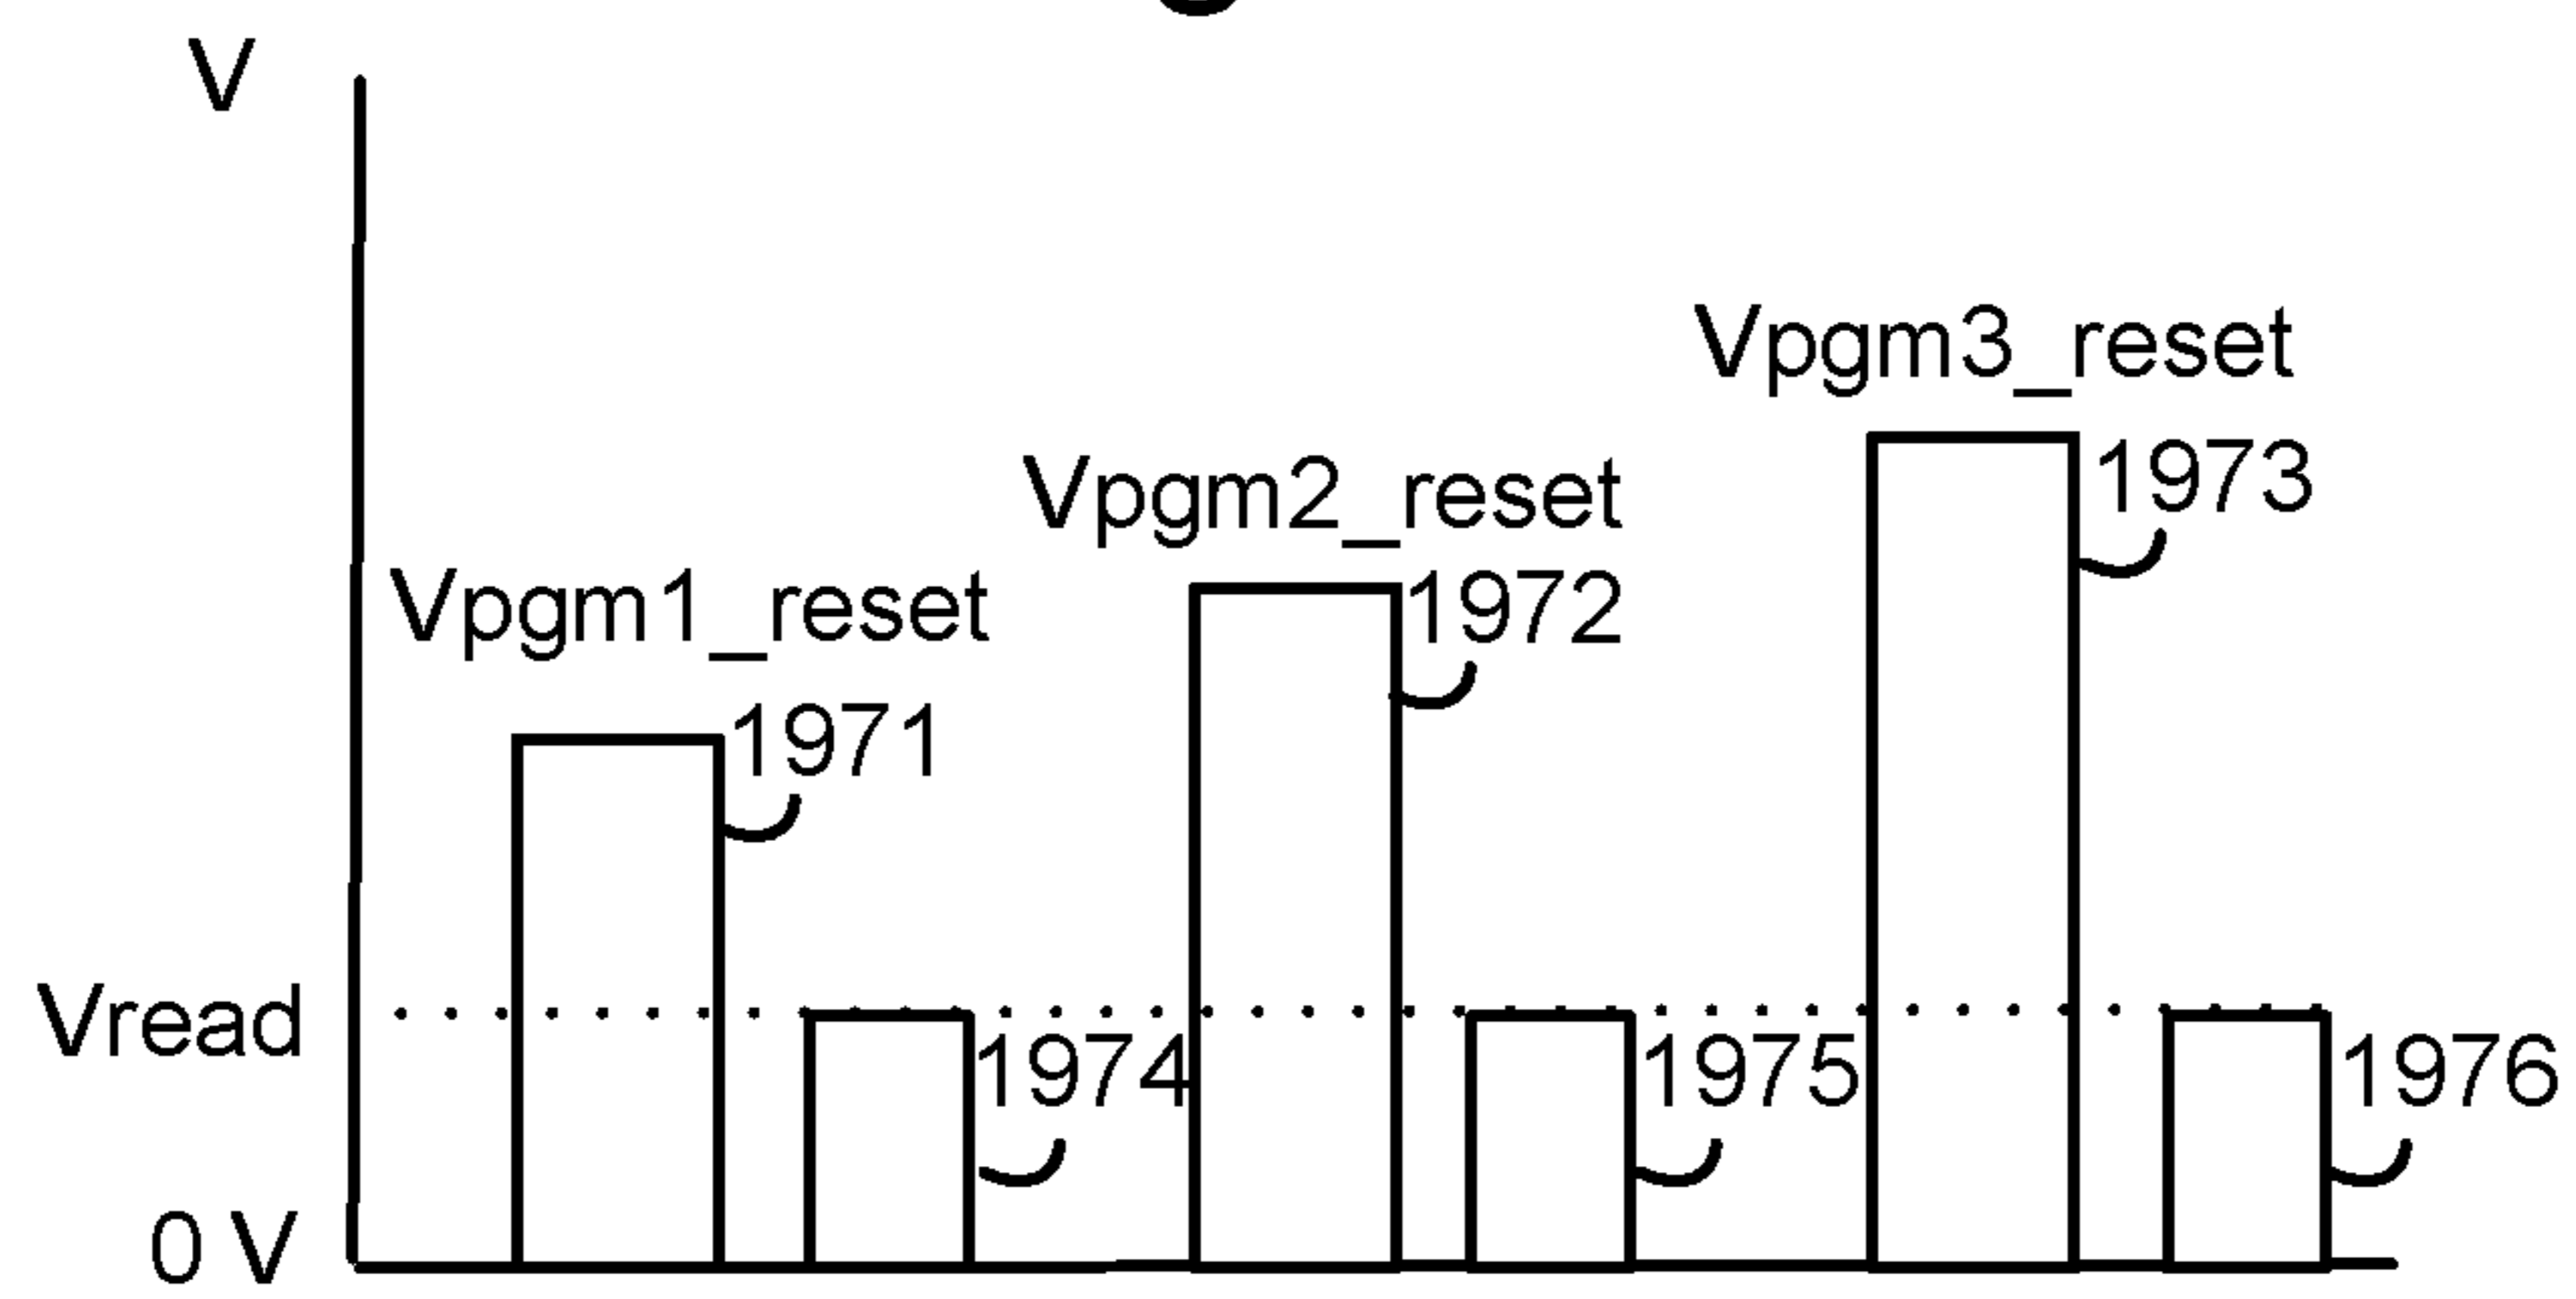 V
Vpgm3_reset
1973
Vpgm2_reset
1972
Vpgm1_reset
1971
Vread
1974
1975
1976
0 V